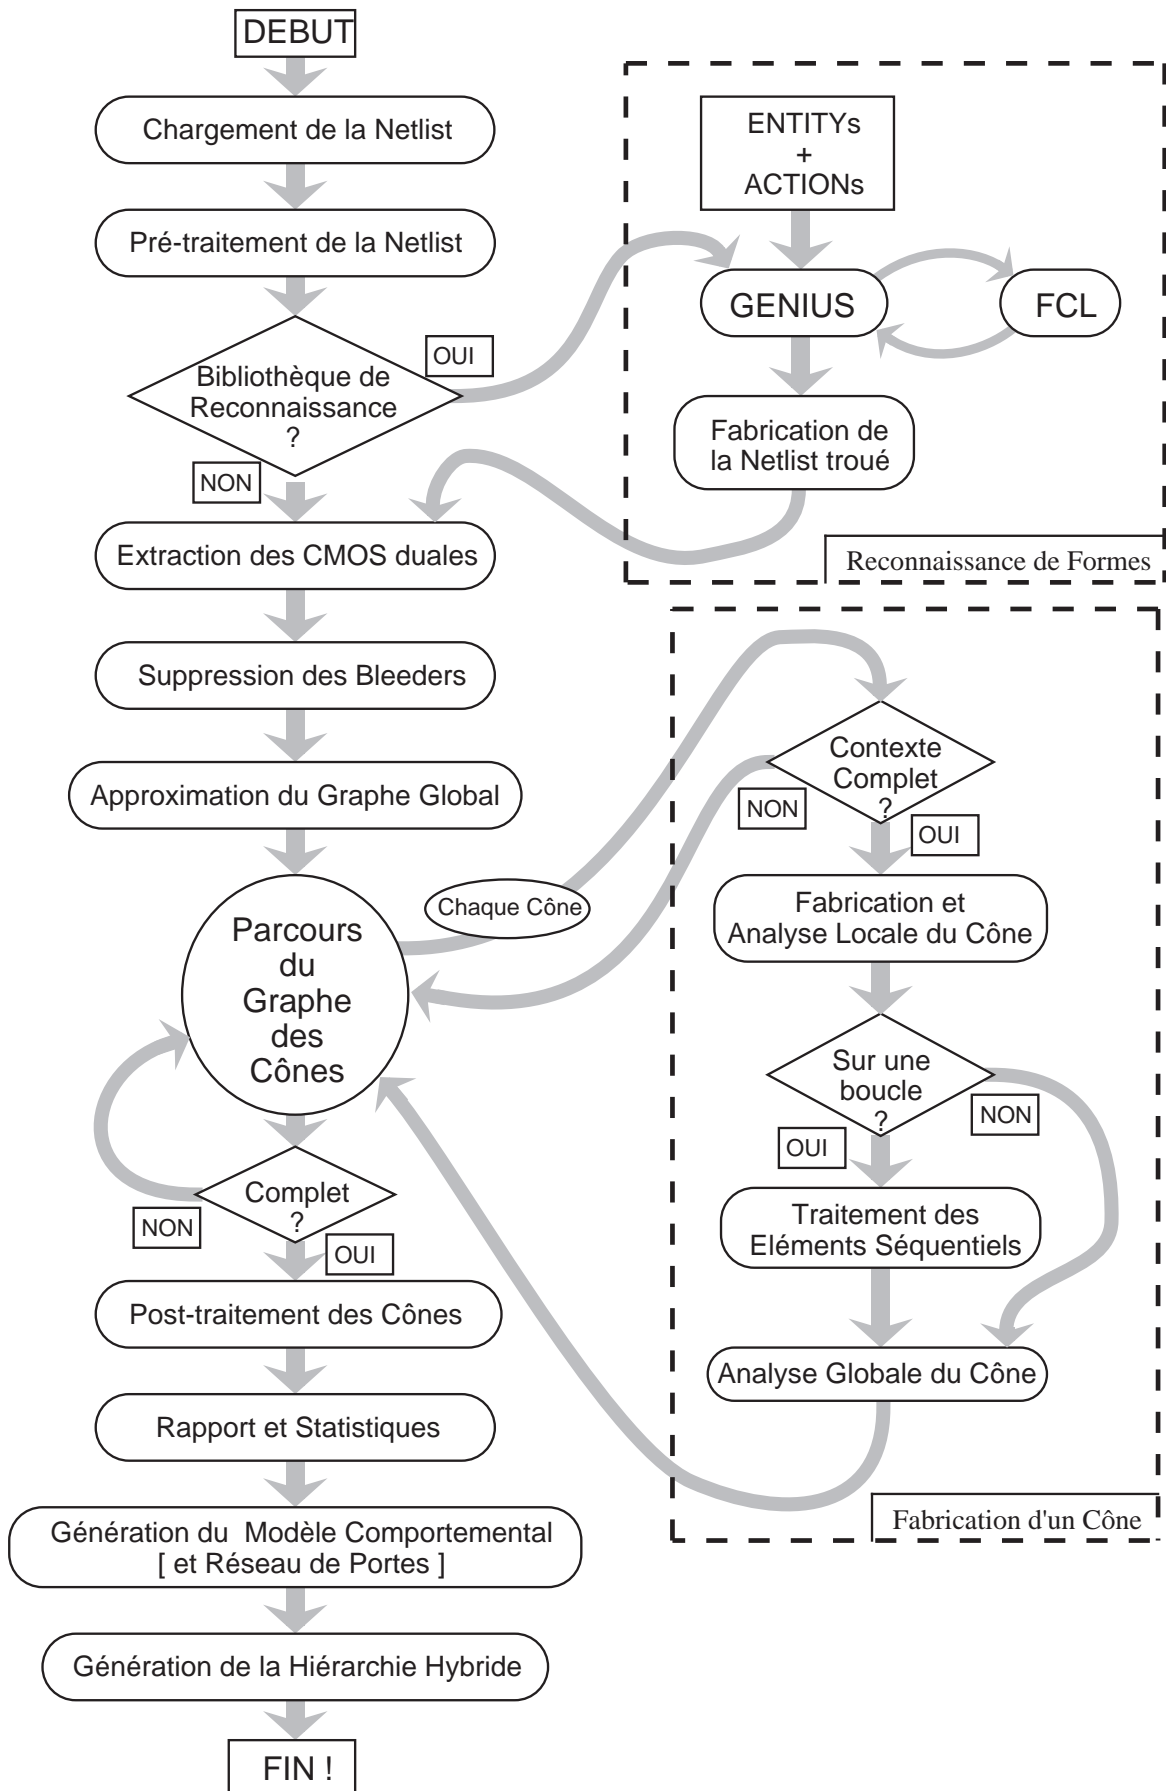 DEBUT
Chargement de la Netlist
Pré-traitement de la Netlist
Bibliothèque de
Reconnaissance
?
OUI
NON
Extraction des CMOS duales
Suppression des Bleeders
Approximation du Graphe Global
Parcours
du
Graphe
des
Cônes
Chaque Cône
Complet
?
NON
OUI
Post-traitement des Cônes
Rapport et Statistiques
Génération du Modèle Comportemental
[ et Réseau de Portes ]
Génération de la Hiérarchie Hybride
FIN !
ENTITYs
+
ACTIONs
GENIUS
FCL
Fabrication de
la Netlist troué
Reconnaissance de Formes
Contexte
Complet
?
NON
OUI
Fabrication et
Analyse Locale du Cône
Sur une
boucle
?
NON
OUI
Traitement des
Eléments Séquentiels
Analyse Globale du Cône
Fabrication d'un Cône